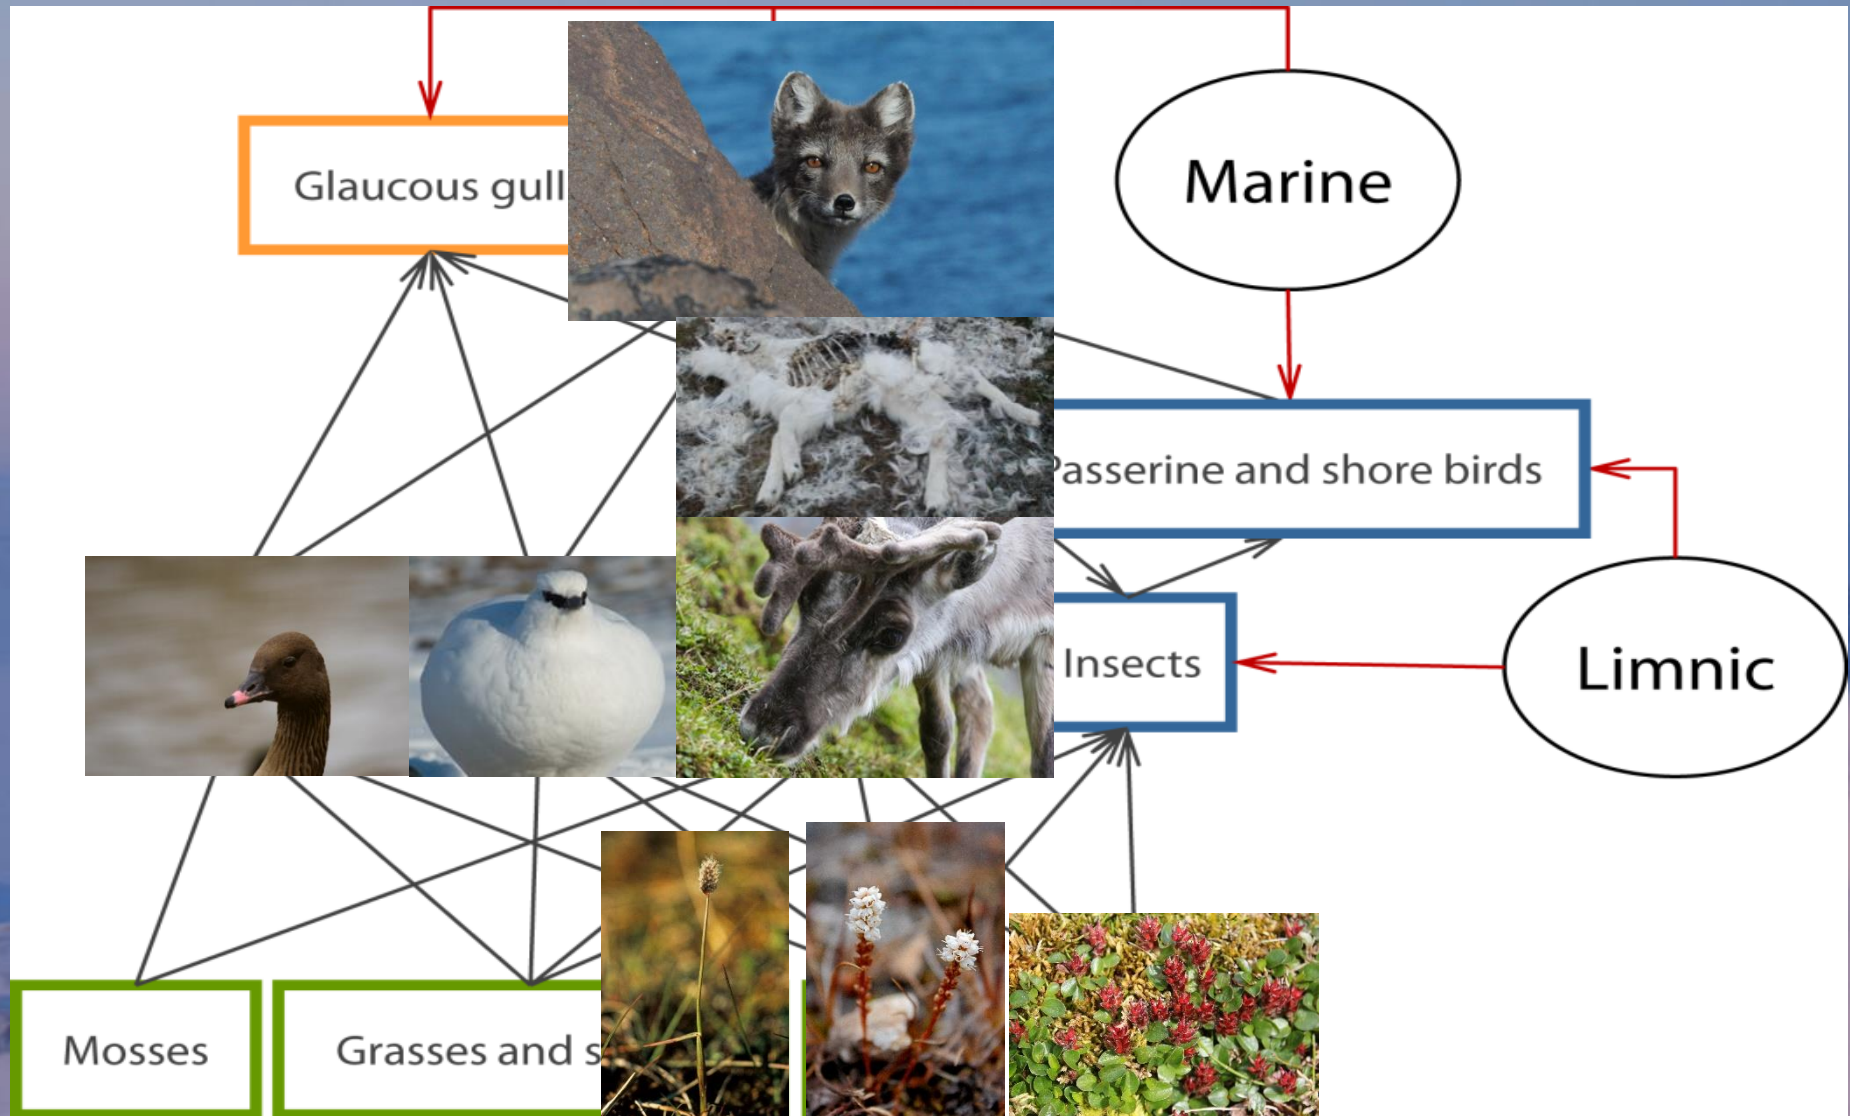 Glaucous gull
Marine
Passerine and shore birds
Insects
Limnic
Mosses
Grasses and s